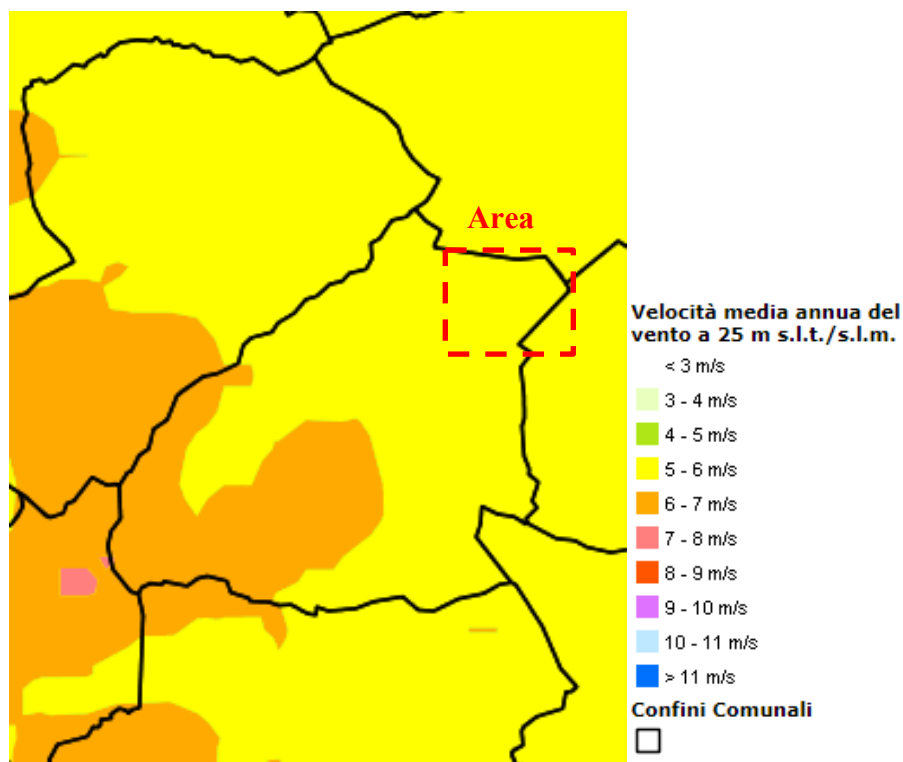 Area
Velocità media annua del
vento a 25 m s.l.t./s.l.m.
< 3 m/s
3 - 4 m/s
4 - 5 m/s
5 - 6 m/s
6 - 7 m/s
7 - 8 m/s
8 - 9 m/s
9 - 10 m/s
10 - 11 m/s
> 11 m/s
Confini Comunali